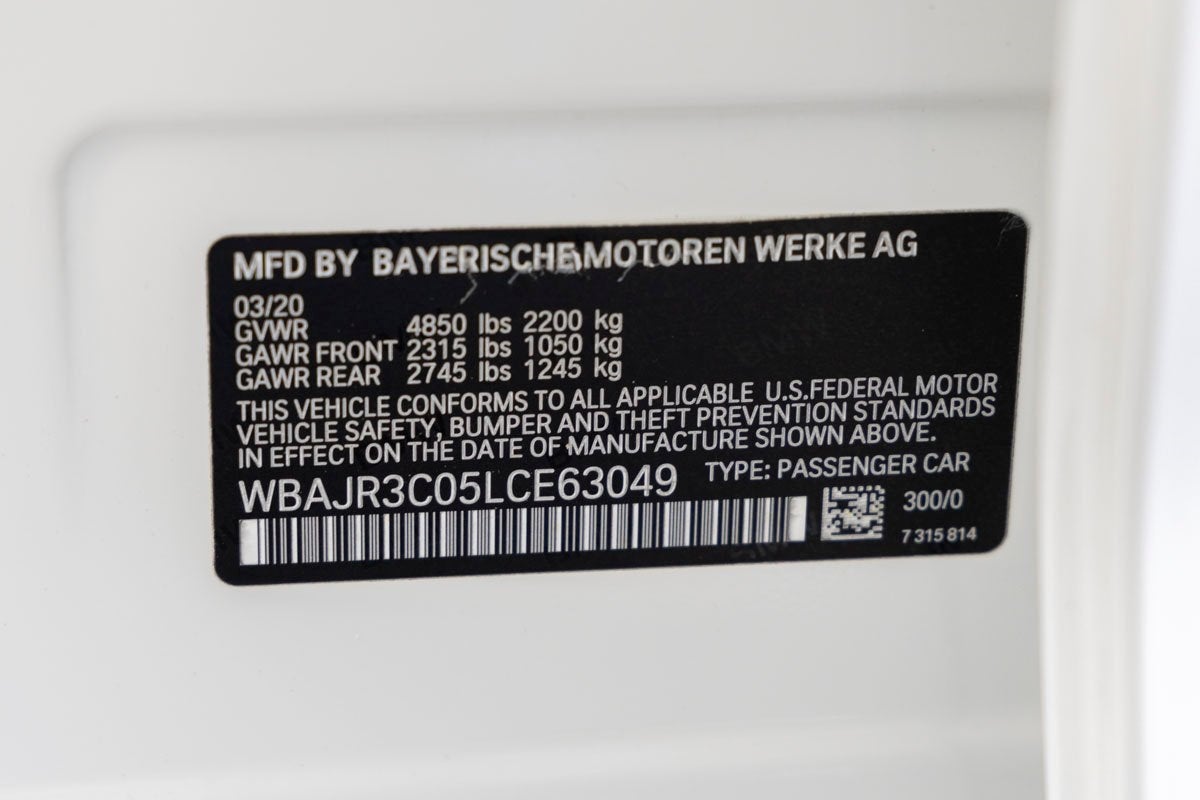 MFD BY BAYERISCHE MOTOREN WERKE AG
03/20
GVWR 4850 lbs 2200 kg
GAWR FRONT 2315 lbs 1050 kg
GAWR REAR 2745 lbs 1245 kg
THIS VEHICLE CONFORMS TO ALL APPLICABLE U.S.FEDERAL MOTOR
VEHICLE SAFETY, BUMPER AND THEFT PREVENTION STANDARDS
IN EFFECT ON THE DATE OF MANUFACTURE SHOWN ABOVE.
WBAJR3C05LCE63049 TYPE: PASSENGER CAR
300/0
7 315 814